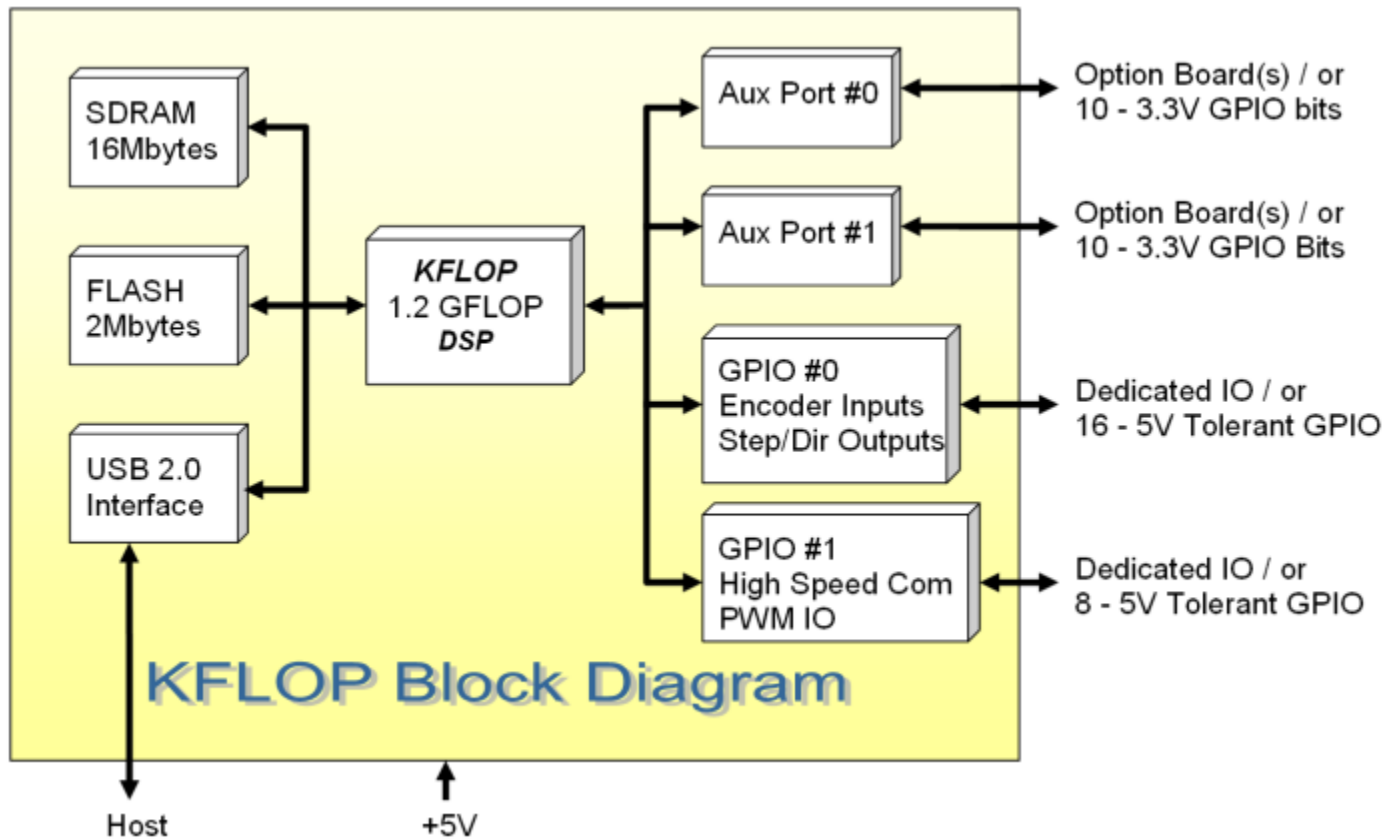 SDRAM
16Mbytes
FLASH
2Mbytes
USB 2.0
Interface
KFLOP
1.2 GFLOP
DSP
Aux Port #0
Option Board(s) / or
10 - 3.3V GPIO bits
Aux Port #1
Option Board(s) / or
10 - 3.3V GPIO Bits
GPIO #0
Encoder Inputs
Step/Dir Outputs
Dedicated IO / or
16 - 5V Tolerant GPIO
GPIO #1
High Speed Com
PWM IO
Dedicated IO / or
8 - 5V Tolerant GPIO
KFLOP Block Diagram
Host
+5V